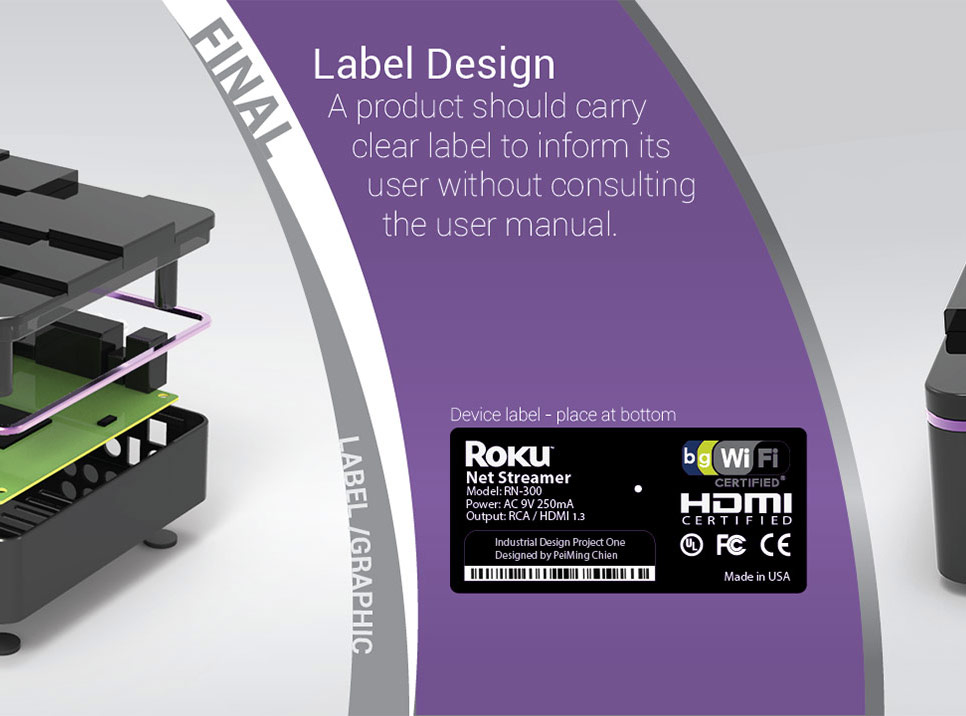 FINAL
Label Design
A product should carry
clear label to inform its
user without consulting
the user manual.
LABEL /GRAPHIC
Device label - place at bottom
ROKU™
Net Streamer
Model: RN-300
Power: AC 9V 250mA
Output: RCA / HDMI 1.3
Industrial Design Project One
Designed by PeiMing Chien
bg WiFi
CERTIFIED®
HDMI
CERTIFIED
UL FC CE
Made in USA